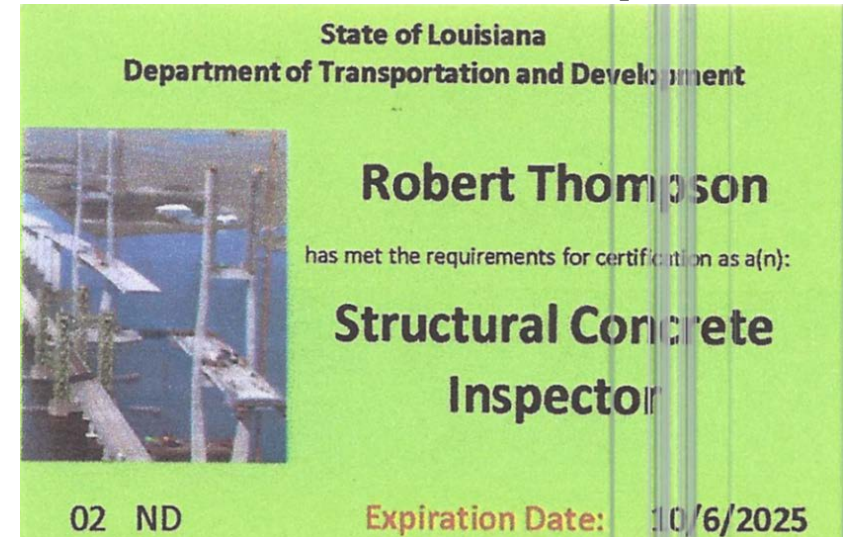 State of Louisiana
Department of Transportation and Development
Robert Thompson
has met the requirements for certification as a(n):
Structural Concrete
Inspector
02 ND Expiration Date: 10/6/2025